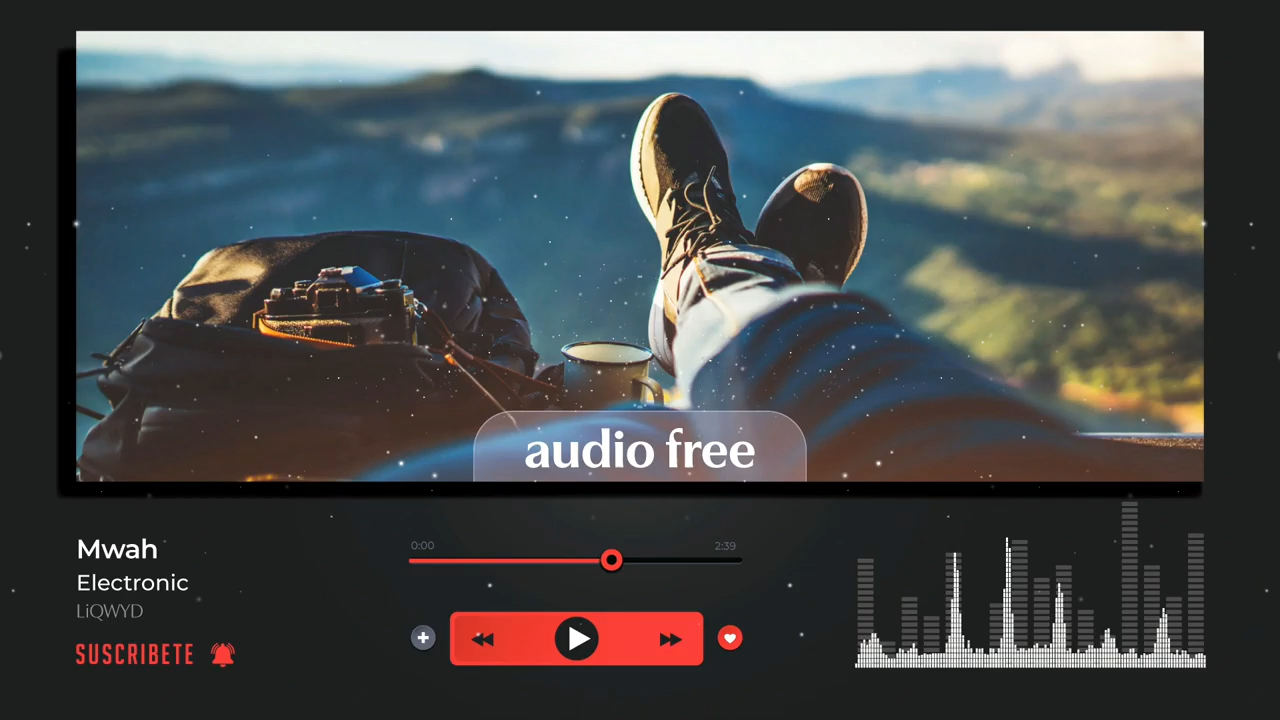 audio free
Mwah
Electronic
LiQWYD
SUSCRIBETE
0:00
2:39